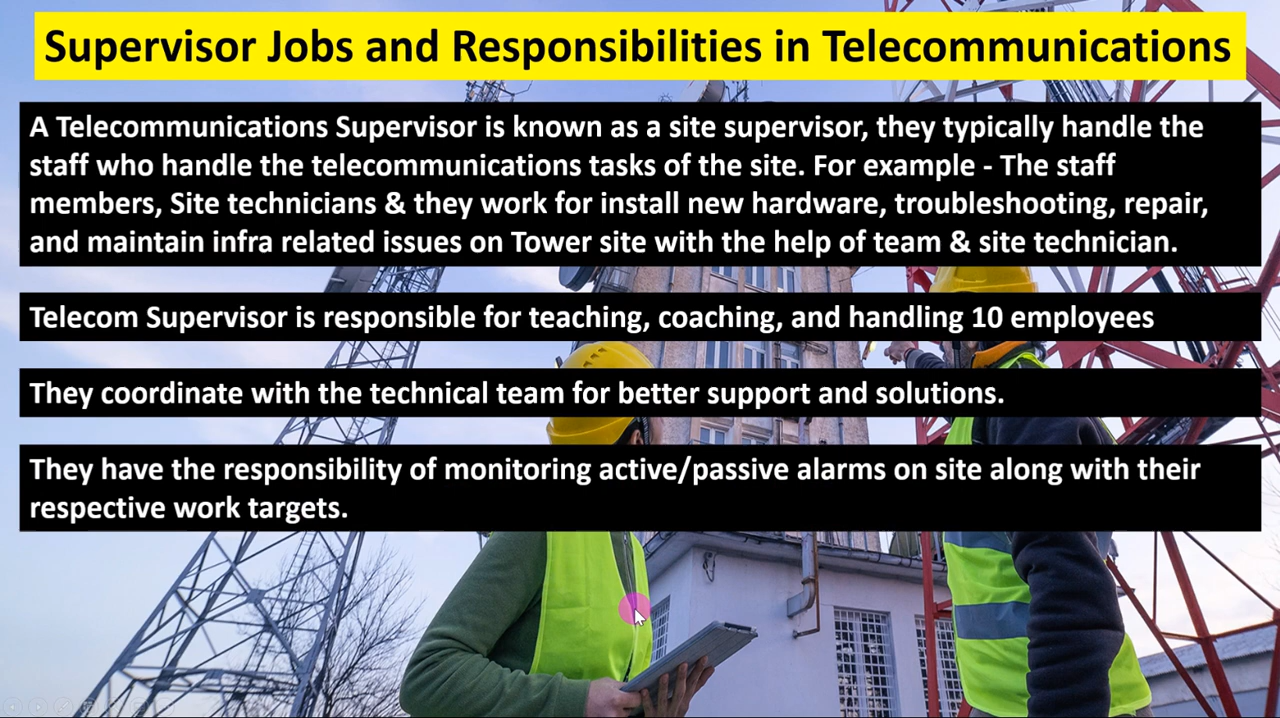 Supervisor Jobs and Responsibilities in Telecommunications
A Telecommunications Supervisor is known as a site supervisor, they typically handle the
staff who handle the telecommunications tasks of the site. For example - The staff
members, Site technicians & they work for install new hardware, troubleshooting, repair,
and maintain infra related issues on Tower site with the help of team & site technician.
Telecom Supervisor is responsible for teaching, coaching, and handling 10 employees
They coordinate with the technical team for better support and solutions.
They have the responsibility of monitoring active/passive alarms on site along with their
respective work targets.